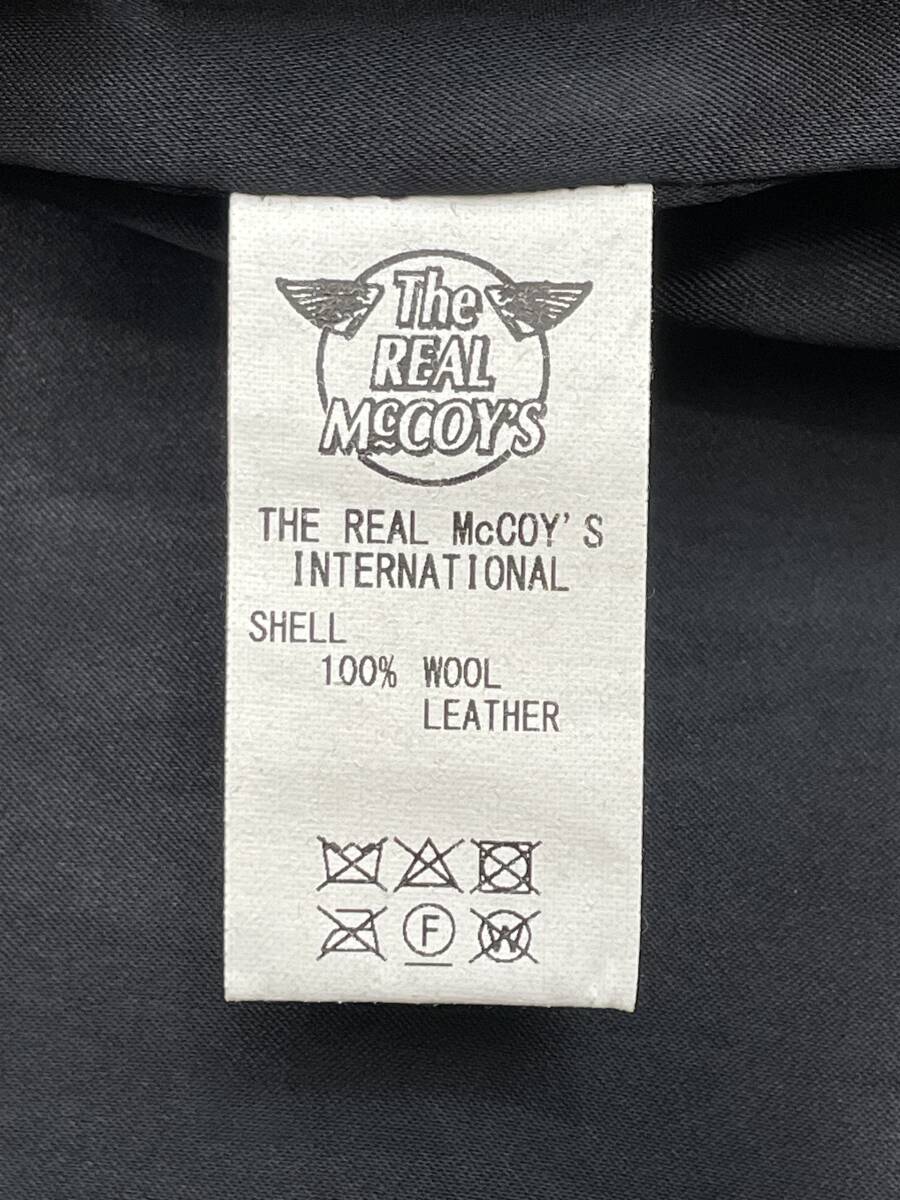 The
REAL
McCOY'S
THE REAL McCOY'S
INTERNATIONAL
SHELL
100% WOOL
LEATHER
F
W